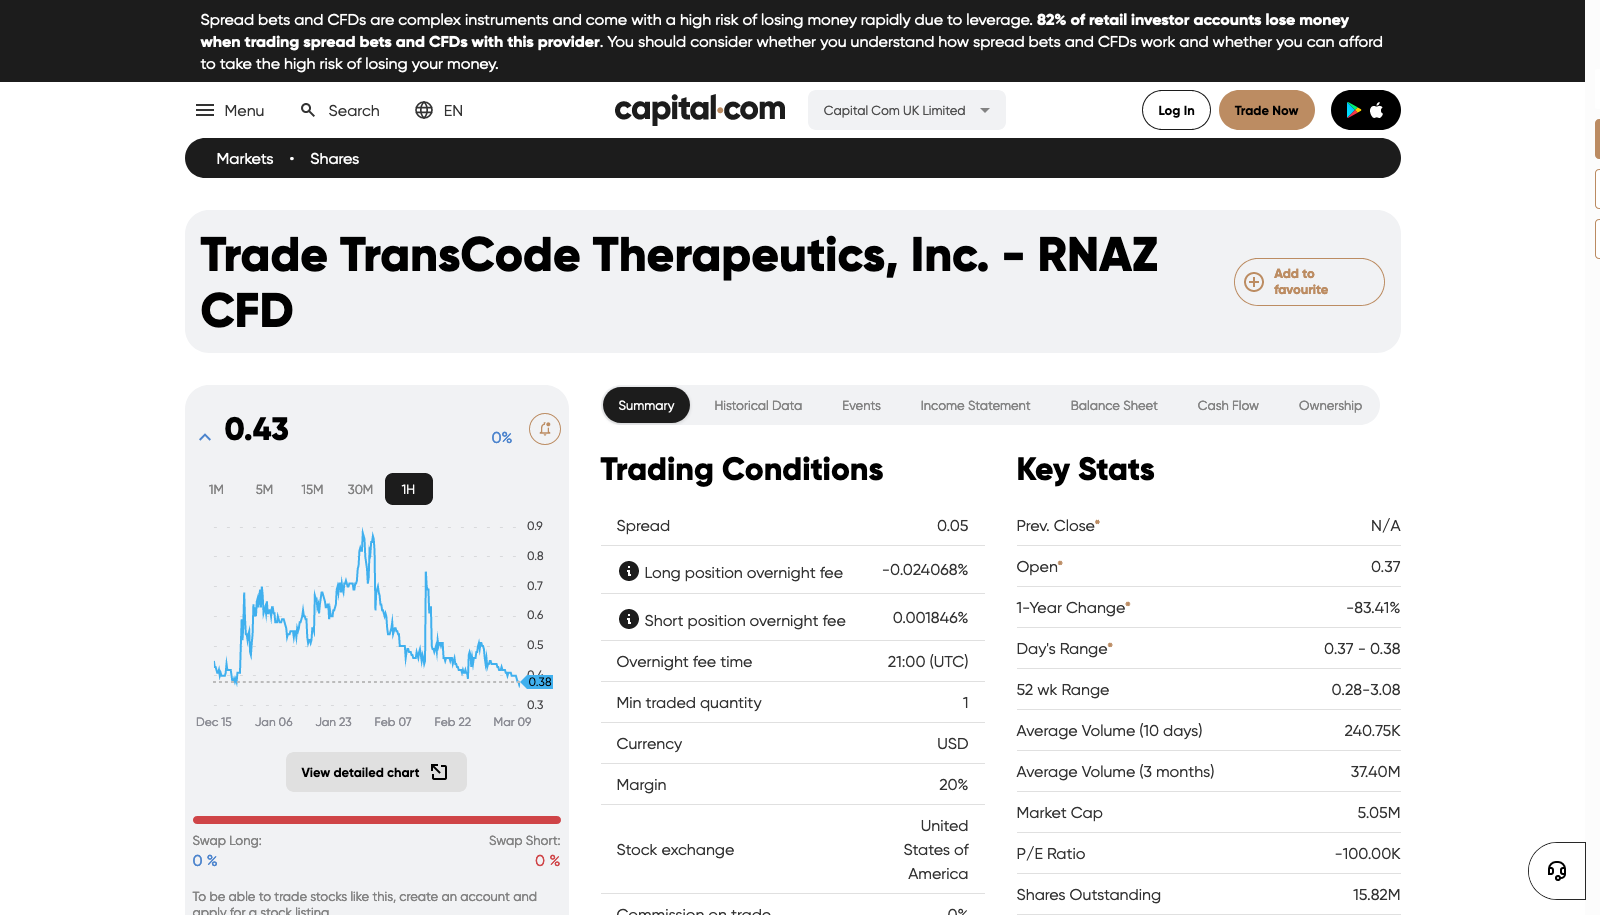 Spread bets and CFDs are complex instruments and come with a high risk of losing money rapidly due to leverage. 82% of retail investor accounts lose money
when trading spread bets and CFDs with this provider. You should consider whether you understand how spread bets and CFDs work and whether you can afford
to take the high risk of losing your money.
Menu Search EN capital.com Capital Com UK Limited Log In Trade Now
Markets • Shares
Trade TransCode Therapeutics, Inc. - RNAZ
CFD
Add to
favourite
0.43 0%
1M 5M 15M 30M 1H
0.9
0.8
0.7
0.6
0.5
0.38
0.3
Dec 15 Jan 06 Jan 23 Feb 07 Feb 22 Mar 09
View detailed chart
Swap Long: Swap Short:
0 % 0 %
To be able to trade stocks like this, create an account and
apply for a stock listing
Summary Historical Data Events Income Statement Balance Sheet Cash Flow Ownership
Trading Conditions
Spread 0.05
Long position overnight fee -0.024068%
Short position overnight fee 0.001846%
Overnight fee time 21:00 (UTC)
Min traded quantity 1
Currency USD
Margin 20%
Stock exchange United
States of
America
Commission on trade 0%
Key Stats
Prev. Close* N/A
Open* 0.37
1-Year Change* -83.41%
Day's Range* 0.37 - 0.38
52 wk Range 0.28-3.08
Average Volume (10 days) 240.75K
Average Volume (3 months) 37.40M
Market Cap 5.05M
P/E Ratio -100.00K
Shares Outstanding 15.82M